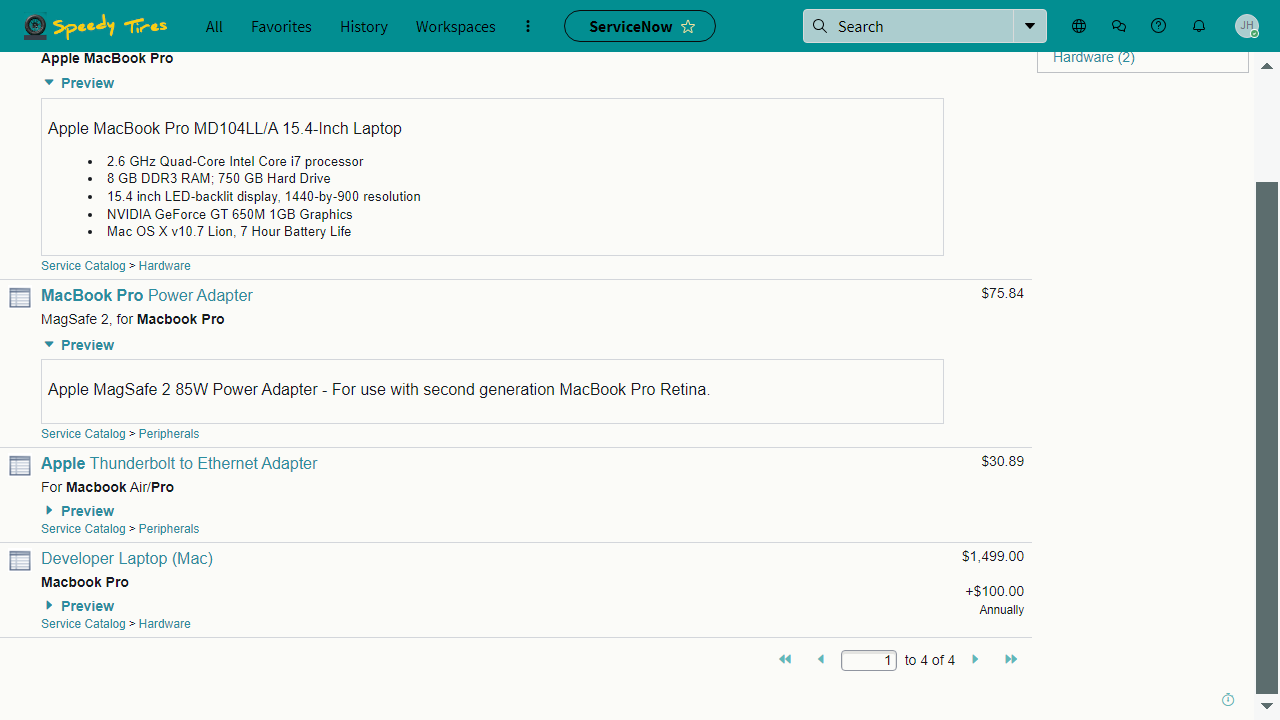 Speedy Tires
All
Favorites
History
Workspaces
ServiceNow
Search
JH
Apple MacBook Pro
Hardware (2)
Preview
Apple MacBook Pro MD104LL/A 15.4-Inch Laptop
• 2.6 GHz Quad-Core Intel Core i7 processor
• 8 GB DDR3 RAM; 750 GB Hard Drive
• 15.4 inch LED-backlit display, 1440-by-900 resolution
• NVIDIA GeForce GT 650M 1GB Graphics
• Mac OS X v10.7 Lion, 7 Hour Battery Life
Service Catalog > Hardware
MacBook Pro Power Adapter
$75.84
MagSafe 2, for Macbook Pro
Preview
Apple MagSafe 2 85W Power Adapter - For use with second generation MacBook Pro Retina.
Service Catalog > Peripherals
Apple Thunderbolt to Ethernet Adapter
$30.89
For Macbook Air/Pro
Preview
Service Catalog > Peripherals
Developer Laptop (Mac)
$1,499.00
Macbook Pro
+$100.00
Preview
Annually
Service Catalog > Hardware
1 to 4 of 4